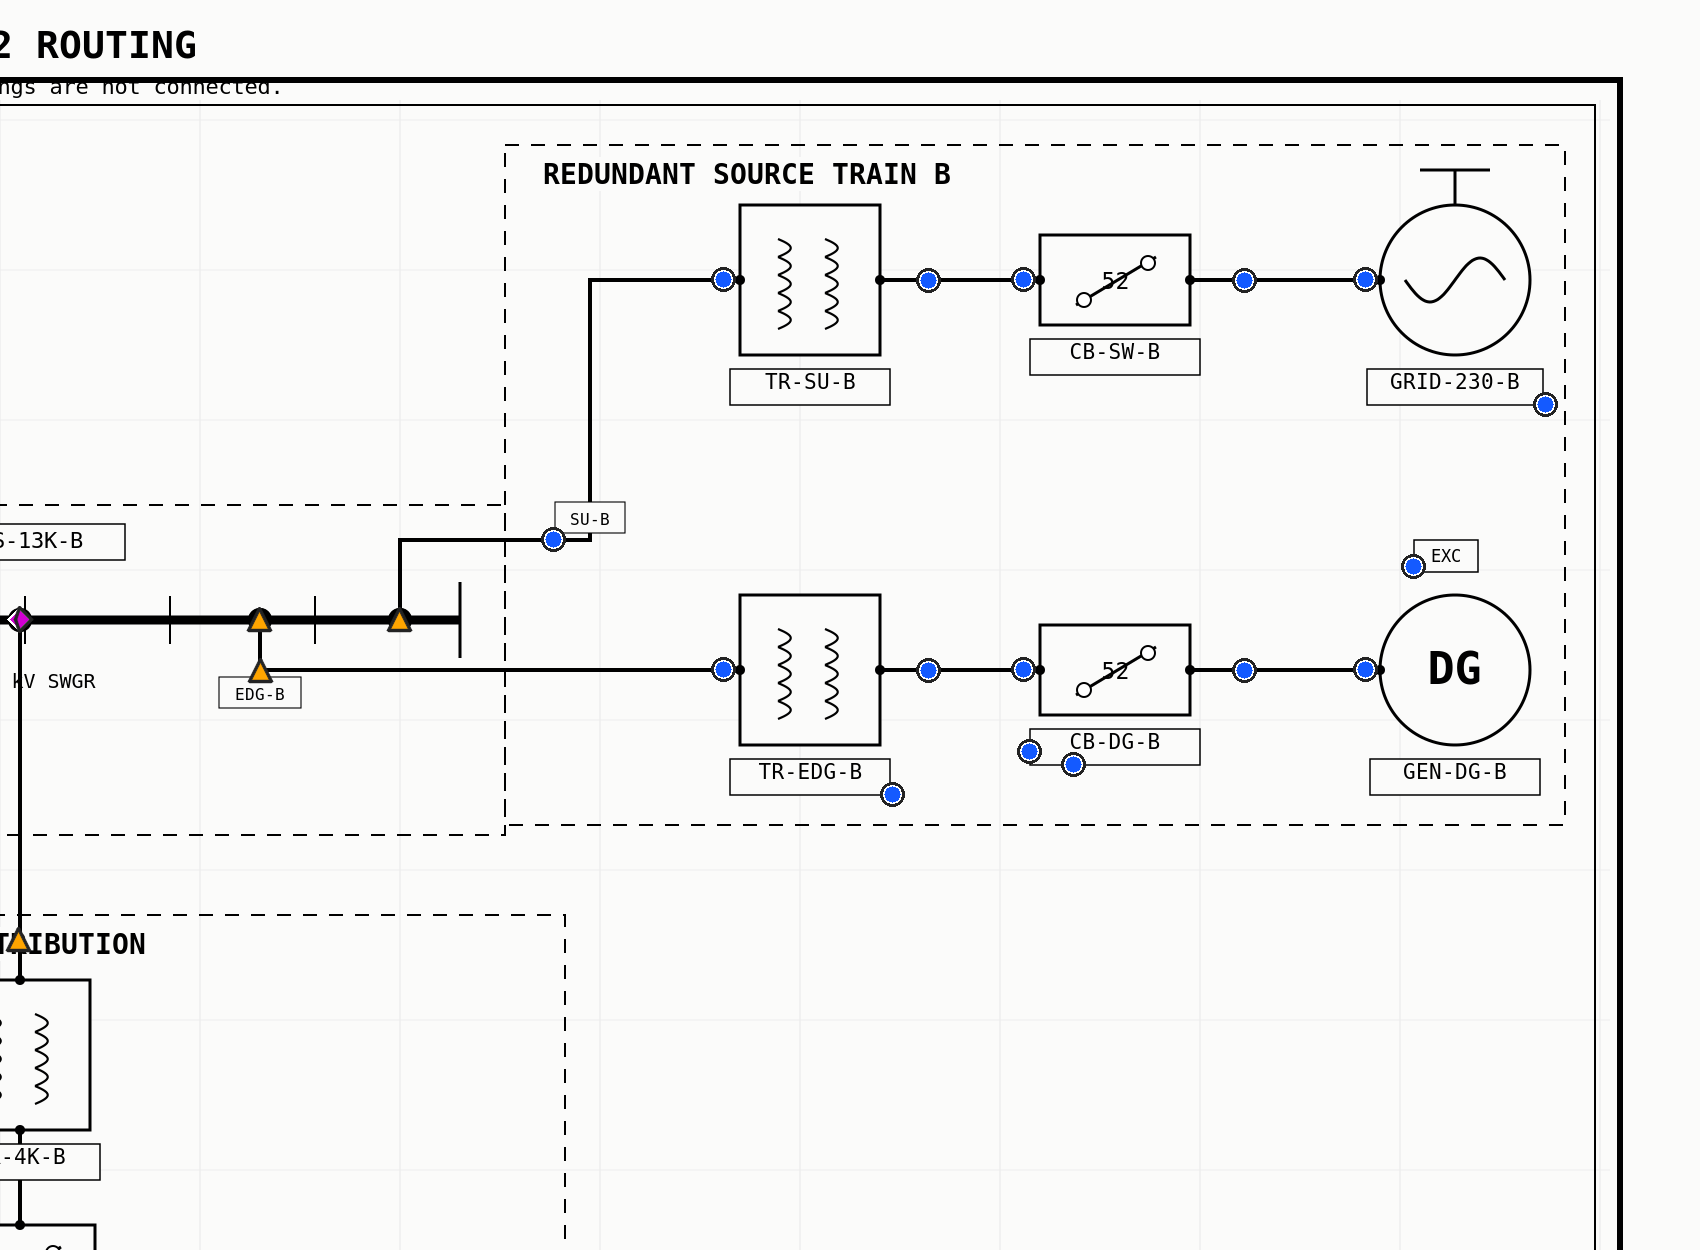 2 ROUTING
ngs are not connected.
REDUNDANT SOURCE TRAIN B
52
TR-SU-B
CB-SW-B
GRID-230-B
SU-B
S-13K-B
EXC
52
DG
kV SWGR
EDG-B
CB-DG-B
TR-EDG-B
GEN-DG-B
TRIBUTION
-4K-B